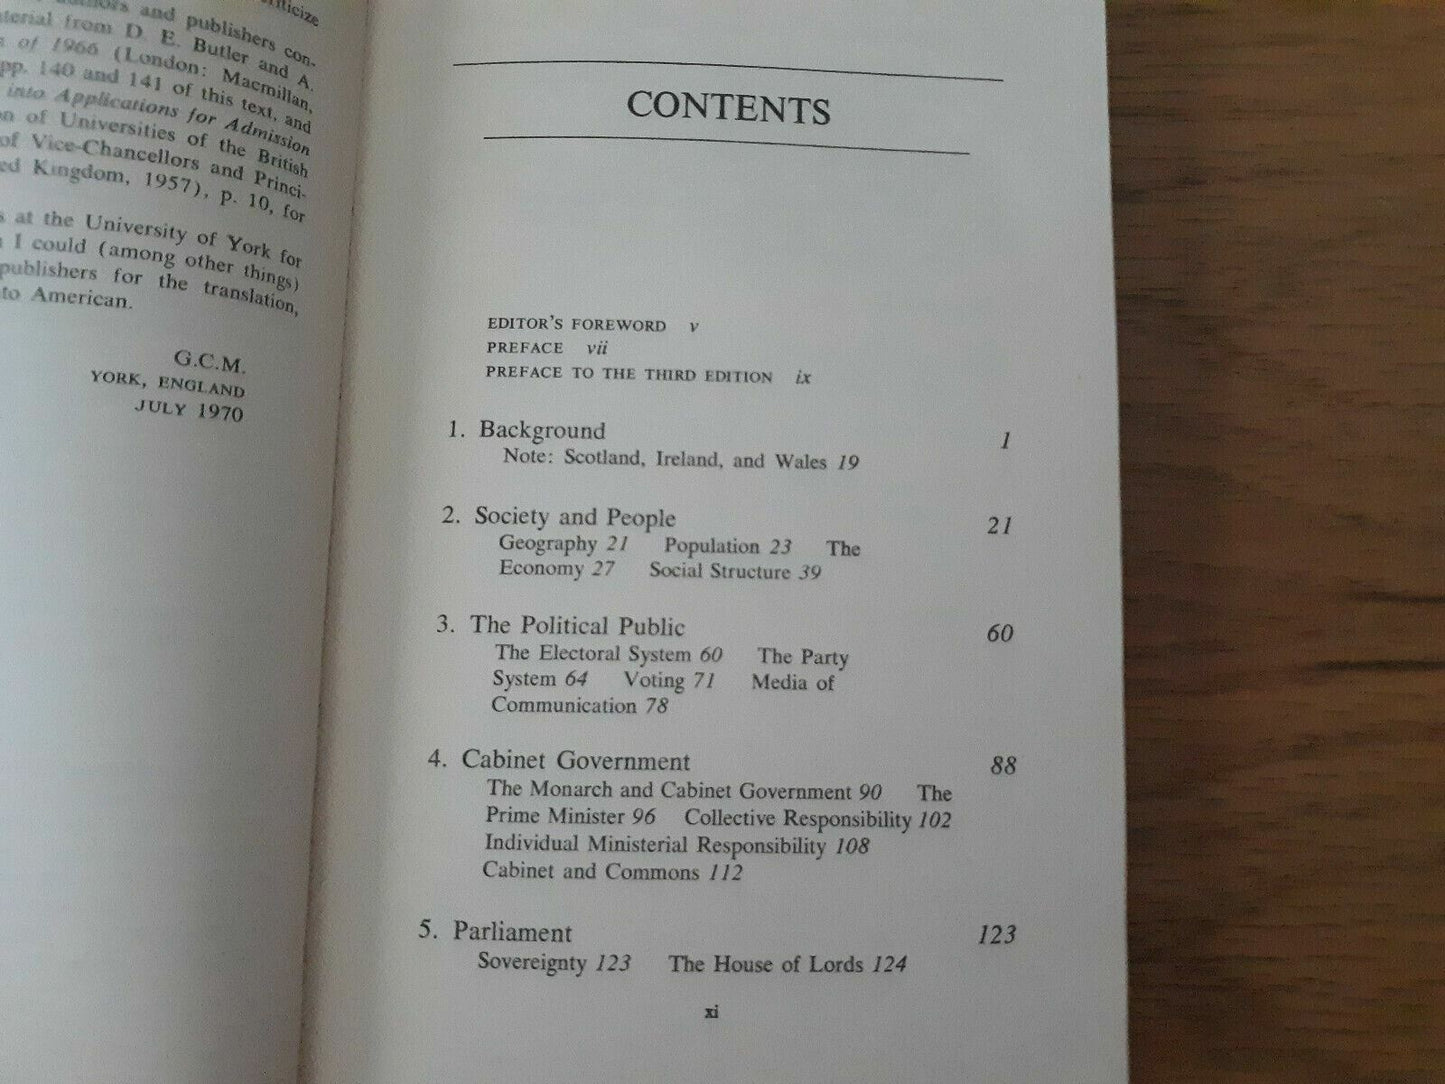 criticize
authors and publishers con-
material from D. E. Butler and A.
of 1966 (London: Macmillan,
pp. 140 and 141 of this text, and
into Applications for Admission
of Universities of the British
of Vice-Chancellors and Princi-
Kingdom, 1957), p. 10, for
at the University of York for
I could (among other things)
publishers for the translation,
to American.
G.C.M.
YORK, ENGLAND
JULY 1970
CONTENTS
EDITOR'S FOREWORD v
PREFACE vii
PREFACE TO THE THIRD EDITION ix
1. Background 1
Note: Scotland, Ireland, and Wales 19
2. Society and People 21
Geography 21 Population 23 The
Economy 27 Social Structure 39
3. The Political Public 60
The Electoral System 60 The Party
System 64 Voting 71 Media of
Communication 78
4. Cabinet Government 88
The Monarch and Cabinet Government 90 The
Prime Minister 96 Collective Responsibility 102
Individual Ministerial Responsibility 108
Cabinet and Commons 112
5. Parliament 123
Sovereignty 123 The House of Lords 124
xi